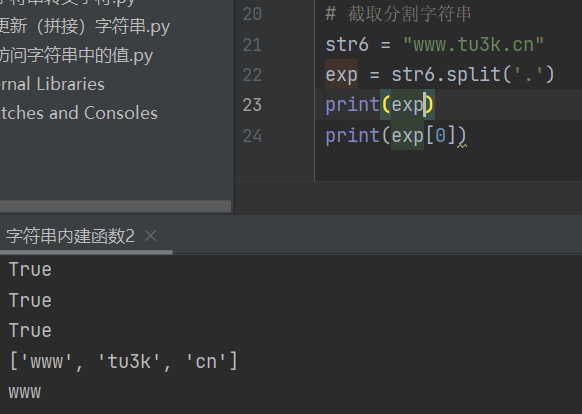 更新（拼接）字符串.py
访问字符串中的值.py
ernal Libraries
tches and Consoles
20 # 截取分割字符串
21 str6 = "www.tu3k.cn"
22 exp = str6.split('.')
23 print(exp)
24 print(exp[0])
字符串内建函数2 ×
True
True
True
['www', 'tu3k', 'cn']
www